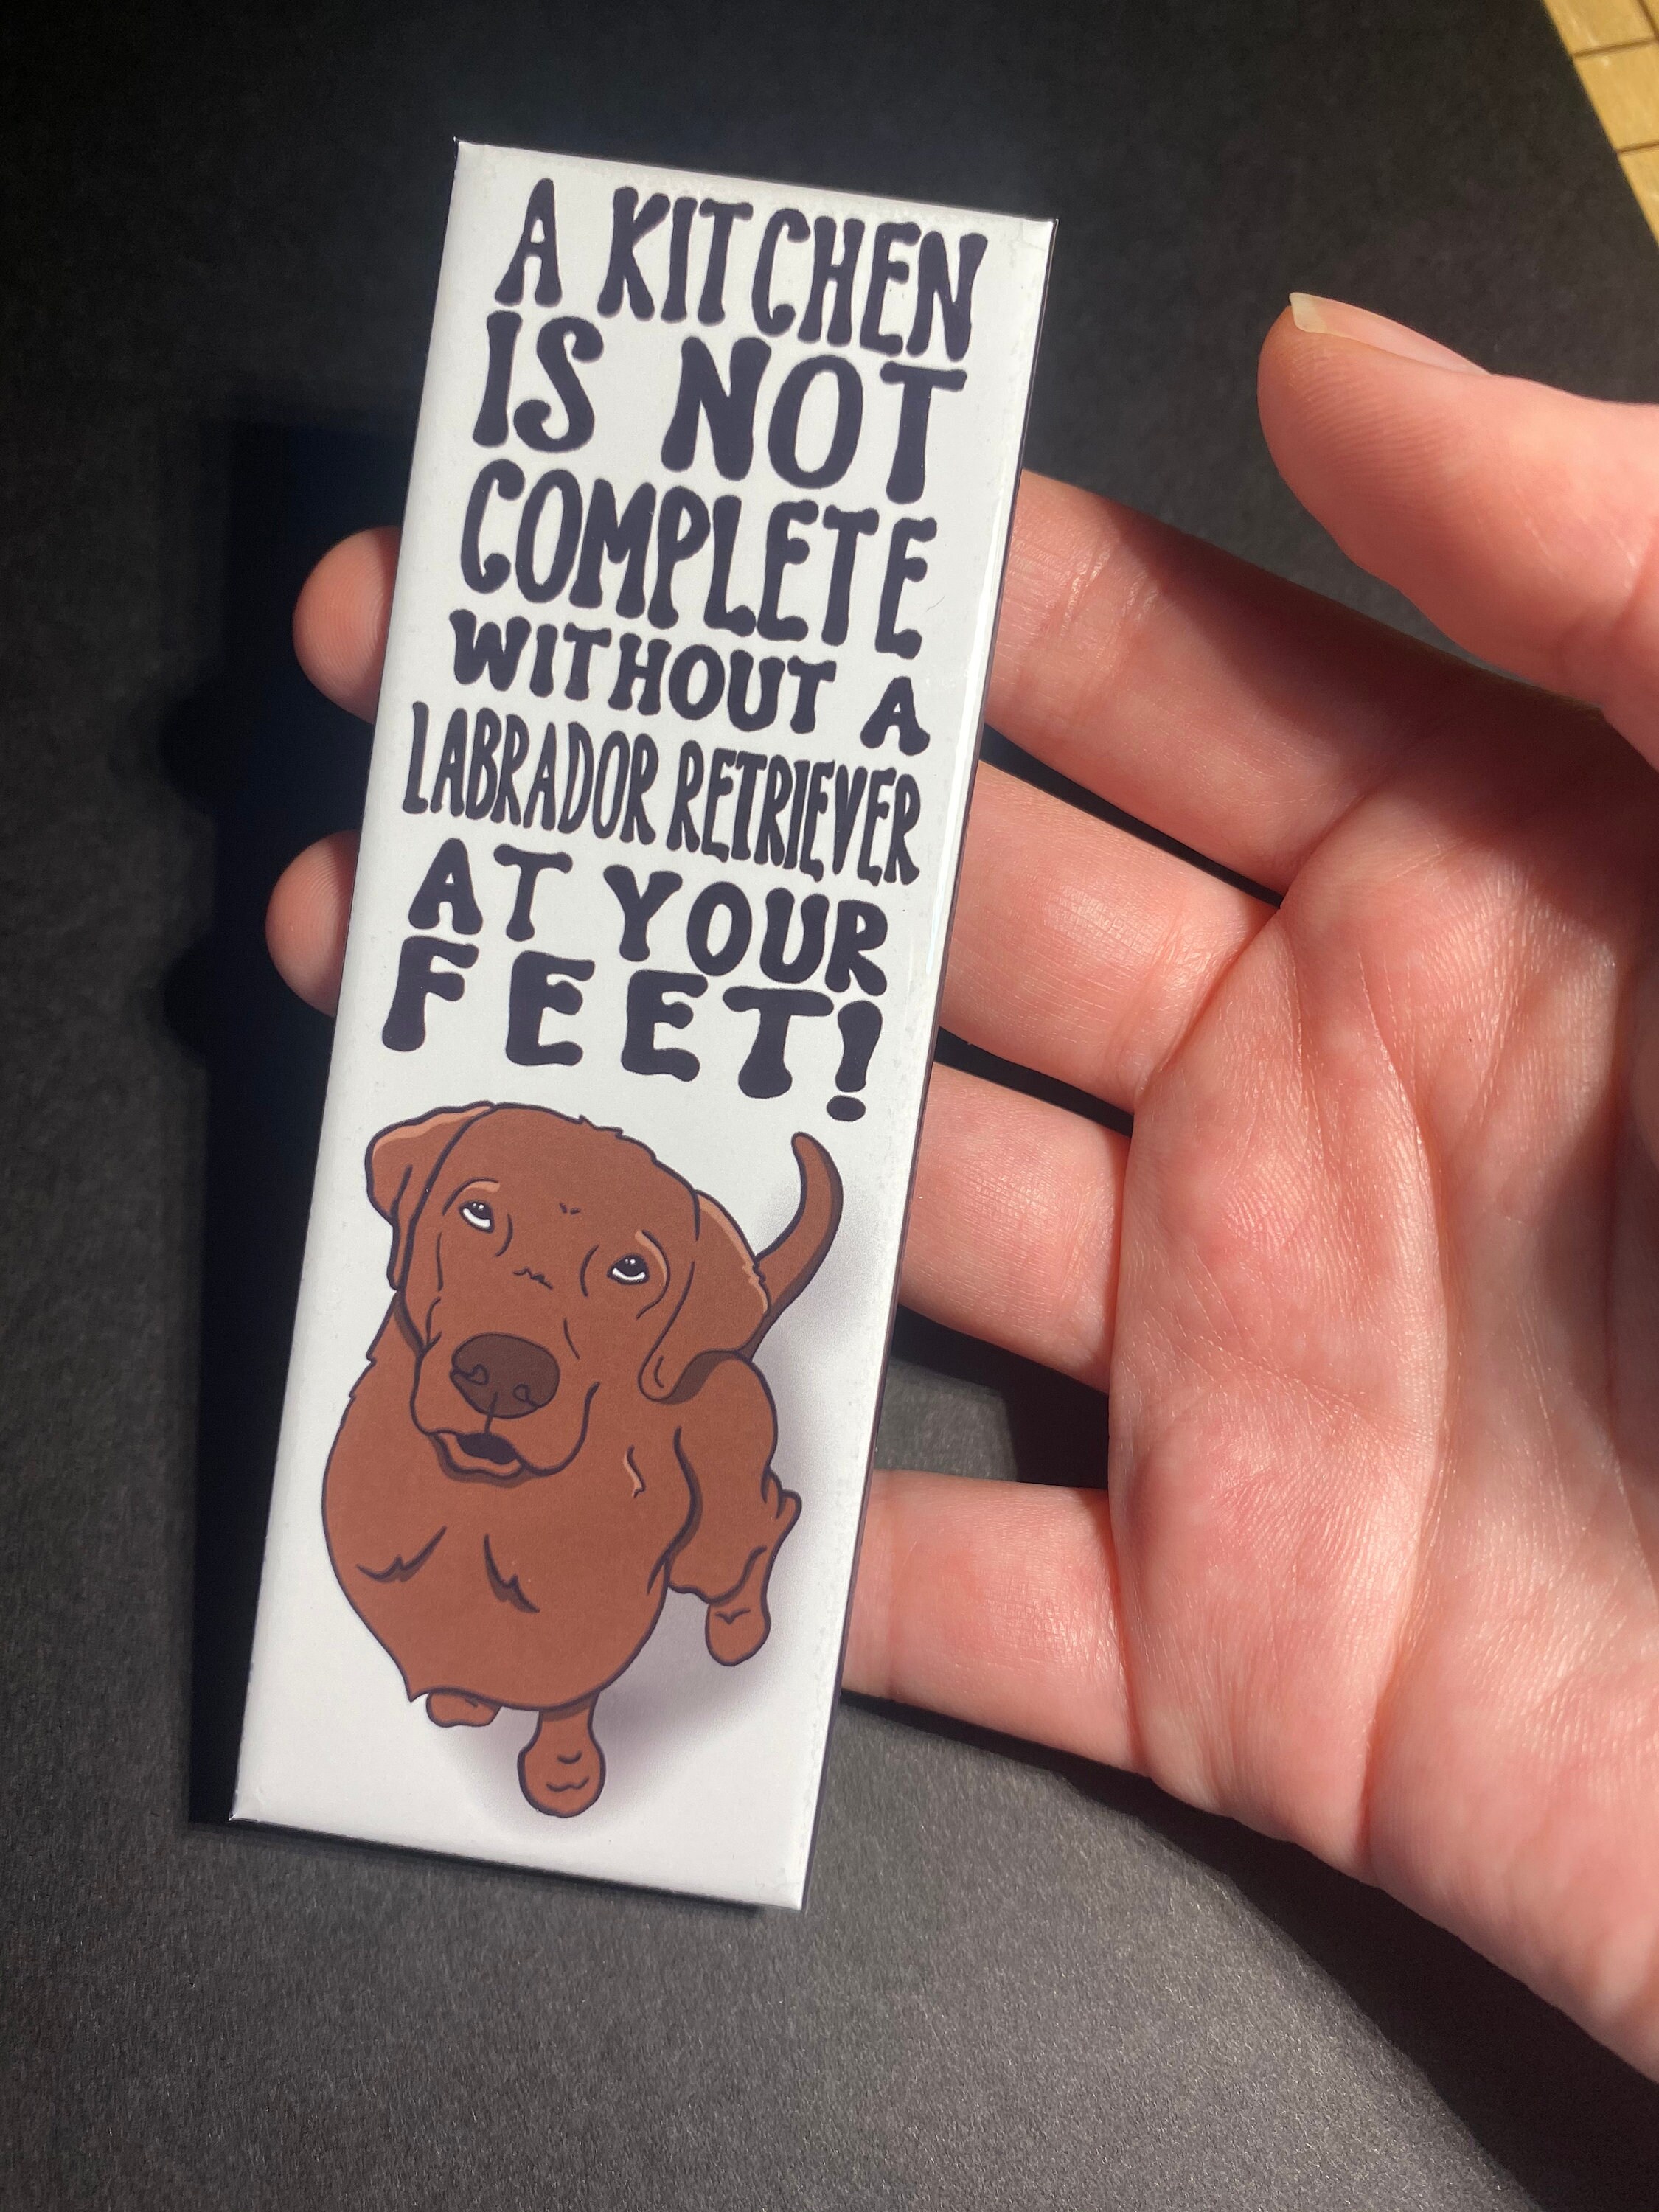 A KITCHEN
IS NOT
COMPLETE
WITHOUT A
LABRADOR RETRIEVER
AT YOUR
FEET!